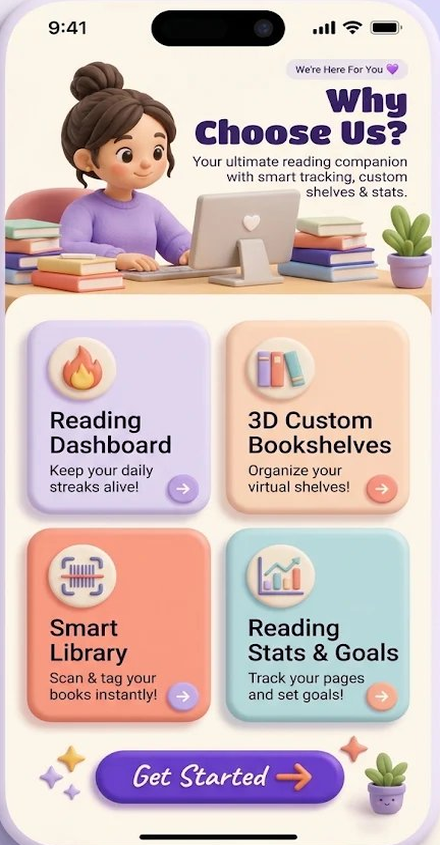 9:41
We're Here For You 💜
Why
Choose Us?
Your ultimate reading companion
with smart tracking, custom
shelves & stats.
Reading
Dashboard
Keep your daily
streaks alive!
3D Custom
Bookshelves
Organize your
virtual shelves!
Smart
Library
Scan & tag your
books instantly!
Reading
Stats & Goals
Track your pages
and set goals!
Get Started